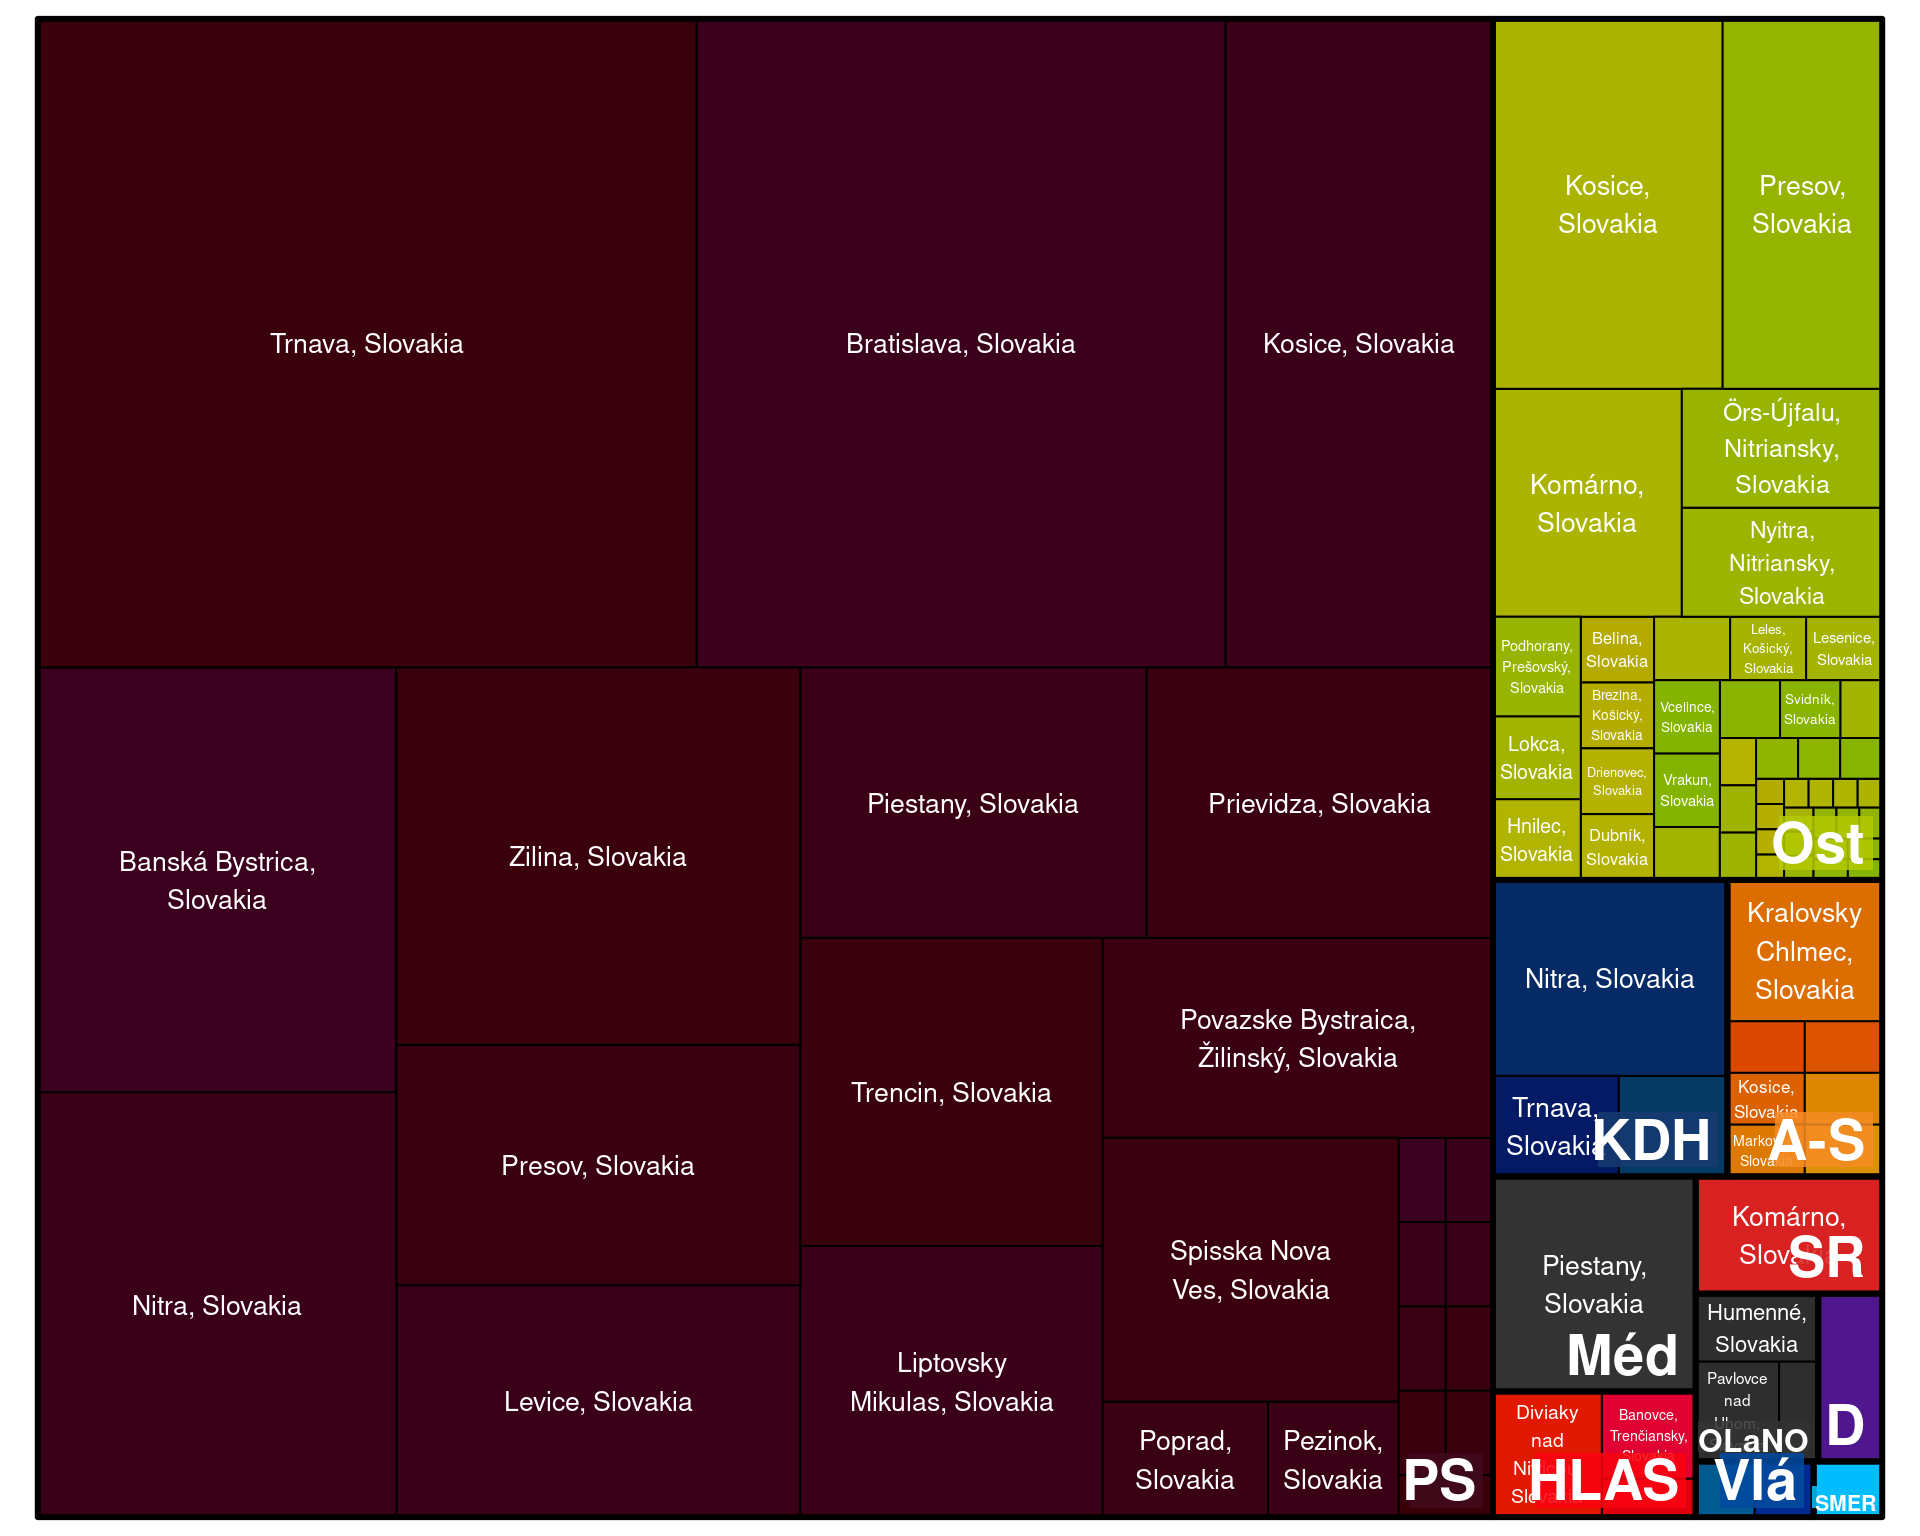 Trnava, Slovakia
Bratislava, Slovakia
Kosice, Slovakia
Banská Bystrica,
Slovakia
Nitra, Slovakia
Zilina, Slovakia
Presov, Slovakia
Levice, Slovakia
Piestany, Slovakia
Prievidza, Slovakia
Trencin, Slovakia
Liptovsky
Mikulas, Slovakia
Povazske Bystraica,
Žilinský, Slovakia
Spisska Nova
Ves, Slovakia
Poprad,
Slovakia
Pezinok,
Slovakia
PS
Kosice,
Slovakia
Presov,
Slovakia
Komárno,
Slovakia
Örs-Újfalu,
Nitriansky,
Slovakia
Nyitra,
Nitriansky,
Slovakia
Podhorany,
Prešovský,
Slovakia
Lokca,
Slovakia
Hnilec,
Slovakia
Belina,
Slovakia
Brezina,
Košický,
Slovakia
Drienovec,
Slovakia
Dubník,
Slovakia
Leles,
Košický,
Slovakia
Lesenice,
Slovakia
Vcelince,
Slovakia
Vrakun,
Slovakia
Svidník,
Slovakia
Ost
Nitra, Slovakia
Trnava,
Slovakia
KDH
Kralovsky
Chlmec,
Slovakia
Kosice,
Slovakia
Slovakia
A-S
Piestany,
Slovakia
Méd
Komárno,
SR
Humenné,
Slovakia
Pavlovce
nad
Uhom,
OLaNO
D
Diviaky
nad
Banovce,
Trenčiansky,
Slovakia
HLAS
Vlá
SMER